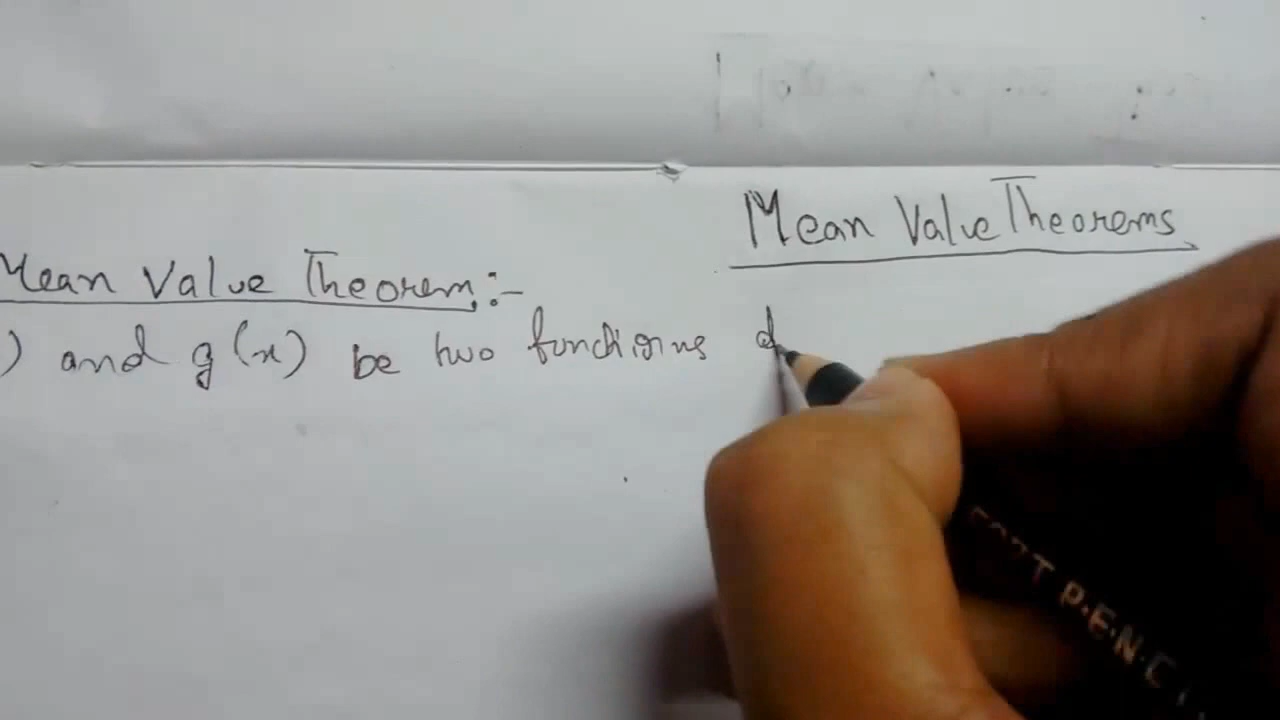 Mean Value Theorems
Mean Value Theorem :-
) and g(x) be two functions
P.E.N.C